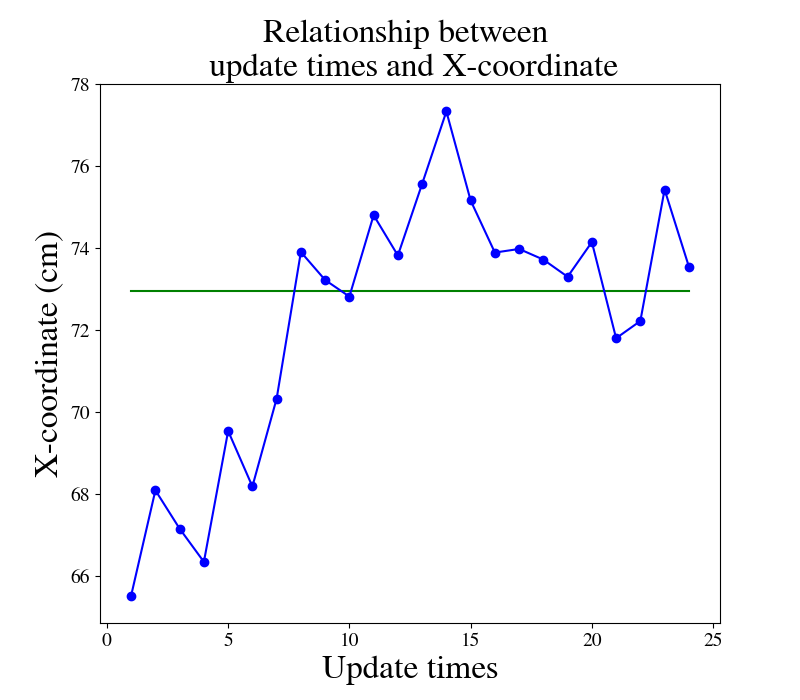 Relationship between
update times and X-coordinate
78
76
74
72
70
68
66
X-coordinate (cm)
0 5 10 15 20 25
Update times